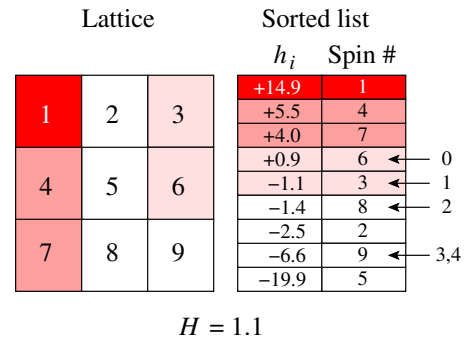 Lattice
Sorted list
h i Spin #
1 2 3
4 5 6
7 8 9
+14.9 1
+5.5 4
+4.0 7
+0.9 6 0
−1.1 3 1
−1.4 8 2
−2.5 2
−6.6 9 3,4
−19.9 5
H = 1.1